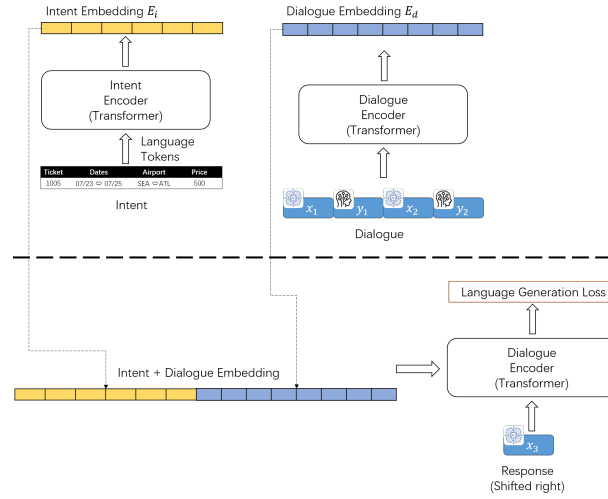 Intent Embedding E_i
Dialogue Embedding E_d
Intent
Encoder
(Transformer)
Dialogue
Encoder
(Transformer)
Language
Tokens
Ticket Dates Airport Price
1005 07/23 ⇔ 07/25 SEA ⇔ATL 500
Intent
x_1 y_1 x_2 y_2
Dialogue
Language Generation Loss
Intent + Dialogue Embedding
Dialogue
Encoder
(Transformer)
x_3
Response
(Shifted right)